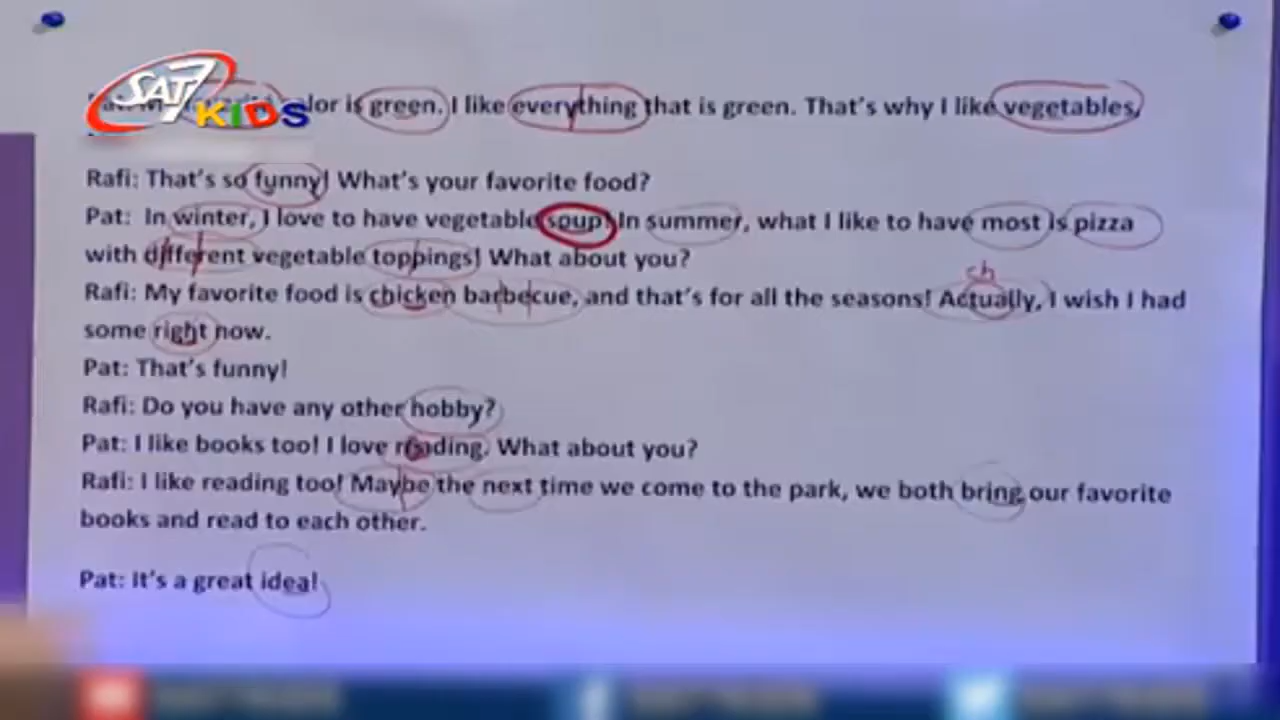 SAT7
KIDS
color is green. I like everything that is green. That's why I like vegetables,
Rafi: That's so funny! What's your favorite food?
Pat: In winter, I love to have vegetable soup! In summer, what I like to have most is pizza
with different vegetable toppings! What about you?
ch
Rafi: My favorite food is chicken barbecue, and that's for all the seasons! Actually, I wish I had
some right now.
Pat: That's funny!
Rafi: Do you have any other hobby?
Pat: I like books too! I love reading. What about you?
Rafi: I like reading too! Maybe the next time we come to the park, we both bring our favorite
books and read to each other.
Pat: It's a great idea!